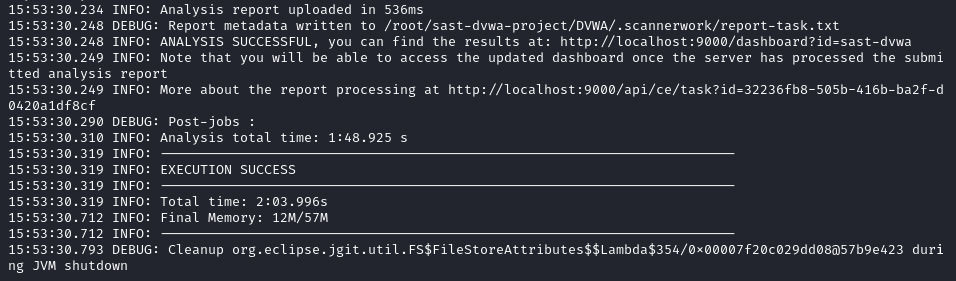 15:53:30.234 INFO: Analysis report uploaded in 536ms
15:53:30.248 DEBUG: Report metadata written to /root/sast-dvwa-project/DVWA/.scannerwork/report-task.txt
15:53:30.248 INFO: ANALYSIS SUCCESSFUL, you can find the results at: http://localhost:9000/dashboard?id=sast-dvwa
15:53:30.249 INFO: Note that you will be able to access the updated dashboard once the server has processed the submi
tted analysis report
15:53:30.249 INFO: More about the report processing at http://localhost:9000/api/ce/task?id=32236fb8-505b-416b-ba2f-d
0420a1df8cf
15:53:30.290 DEBUG: Post-jobs :
15:53:30.310 INFO: Analysis total time: 1:48.925 s
15:53:30.319 INFO: ------------------------------------------------------------------------
15:53:30.319 INFO: EXECUTION SUCCESS
15:53:30.319 INFO: ------------------------------------------------------------------------
15:53:30.319 INFO: Total time: 2:03.996s
15:53:30.712 INFO: Final Memory: 12M/57M
15:53:30.712 INFO: ------------------------------------------------------------------------
15:53:30.793 DEBUG: Cleanup org.eclipse.jgit.util.FS$FileStoreAttributes$$Lambda$354/0×00007f20c029dd08@57b9e423 duri
ng JVM shutdown